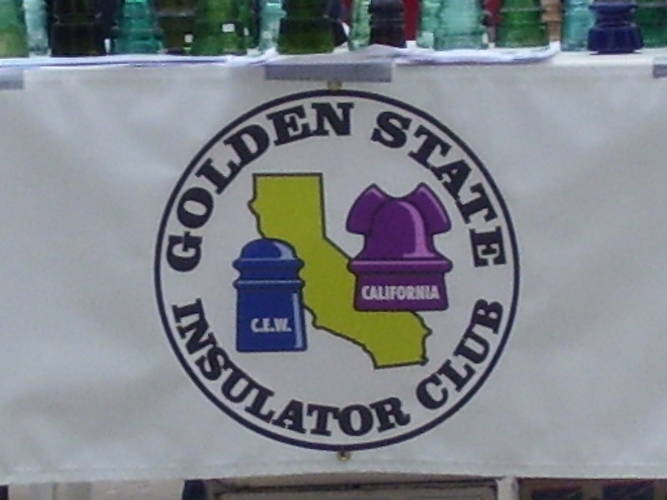 GOLDEN STATE
C.E.W.
CALIFORNIA
INSULATOR CLUB